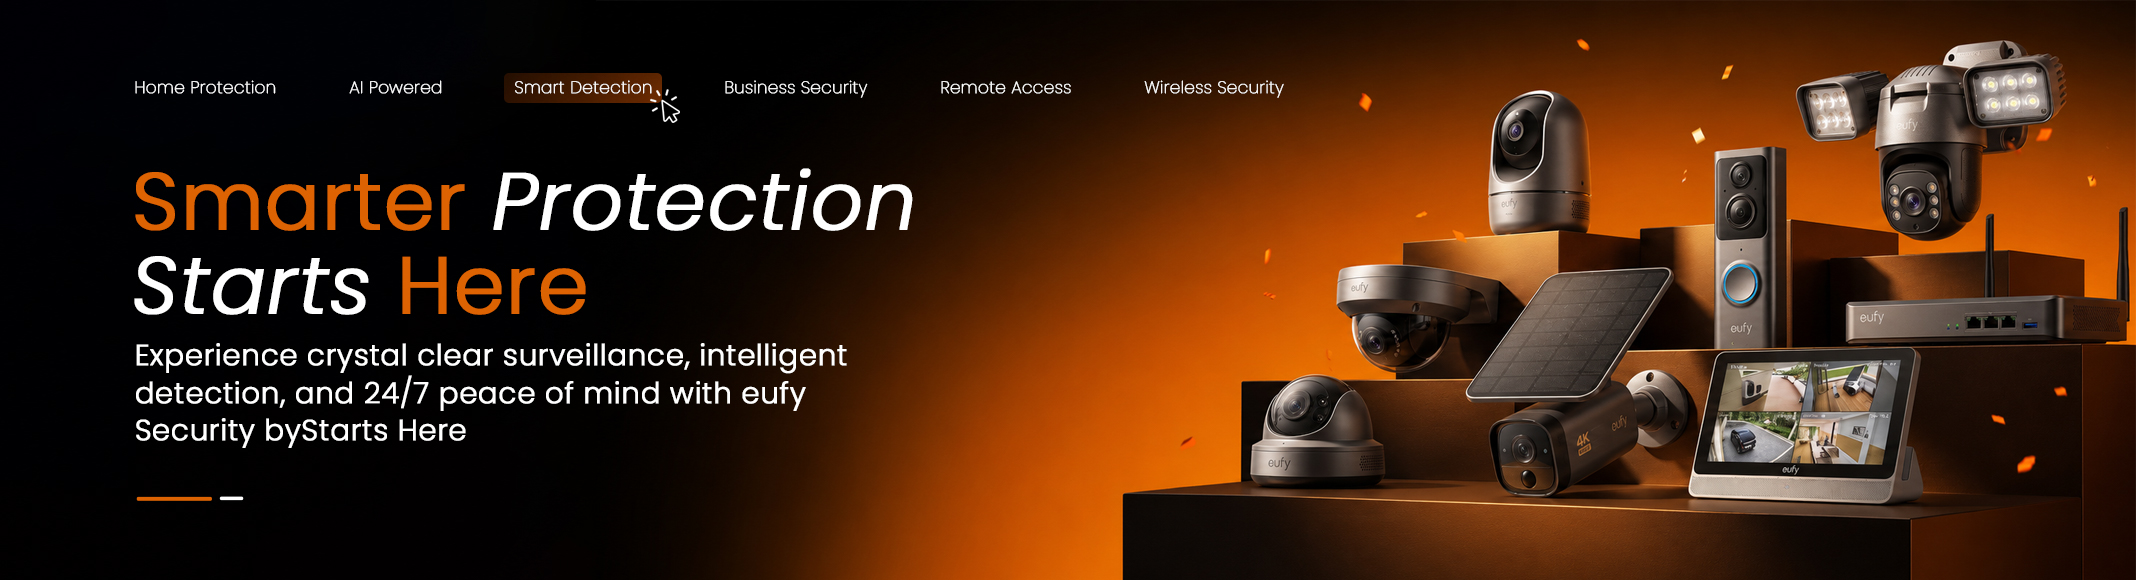 Home Protection
AI Powered
Smart Detection
Business Security
Remote Access
Wireless Security
Smarter Protection
Starts Here
Experience crystal clear surveillance, intelligent
detection, and 24/7 peace of mind with eufy
Security byStarts Here
eufy
eufy
eufy
eufy
eufy
eufy
4K
eufy
eufy